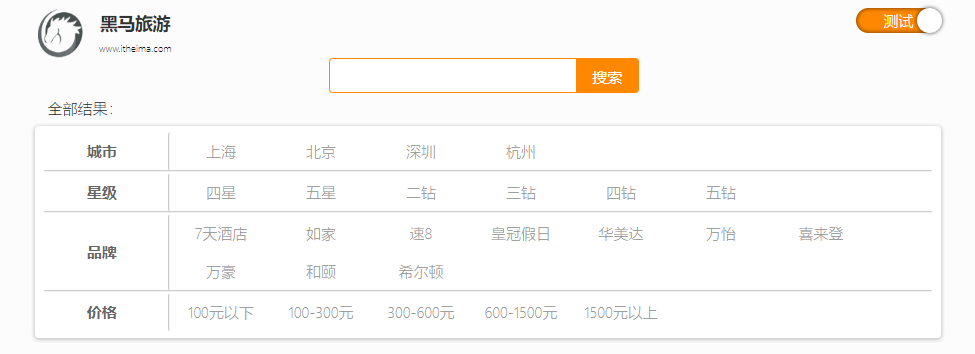 黑马旅游
www.itheima.com
测试
搜索
全部结果：
城市 上海 北京 深圳 杭州
星级 四星 五星 二钻 三钻 四钻 五钻
品牌 7天酒店 如家 速8 皇冠假日 华美达 万怡 喜来登
万豪 和颐 希尔顿
价格 100元以下 100-300元 300-600元 600-1500元 1500元以上